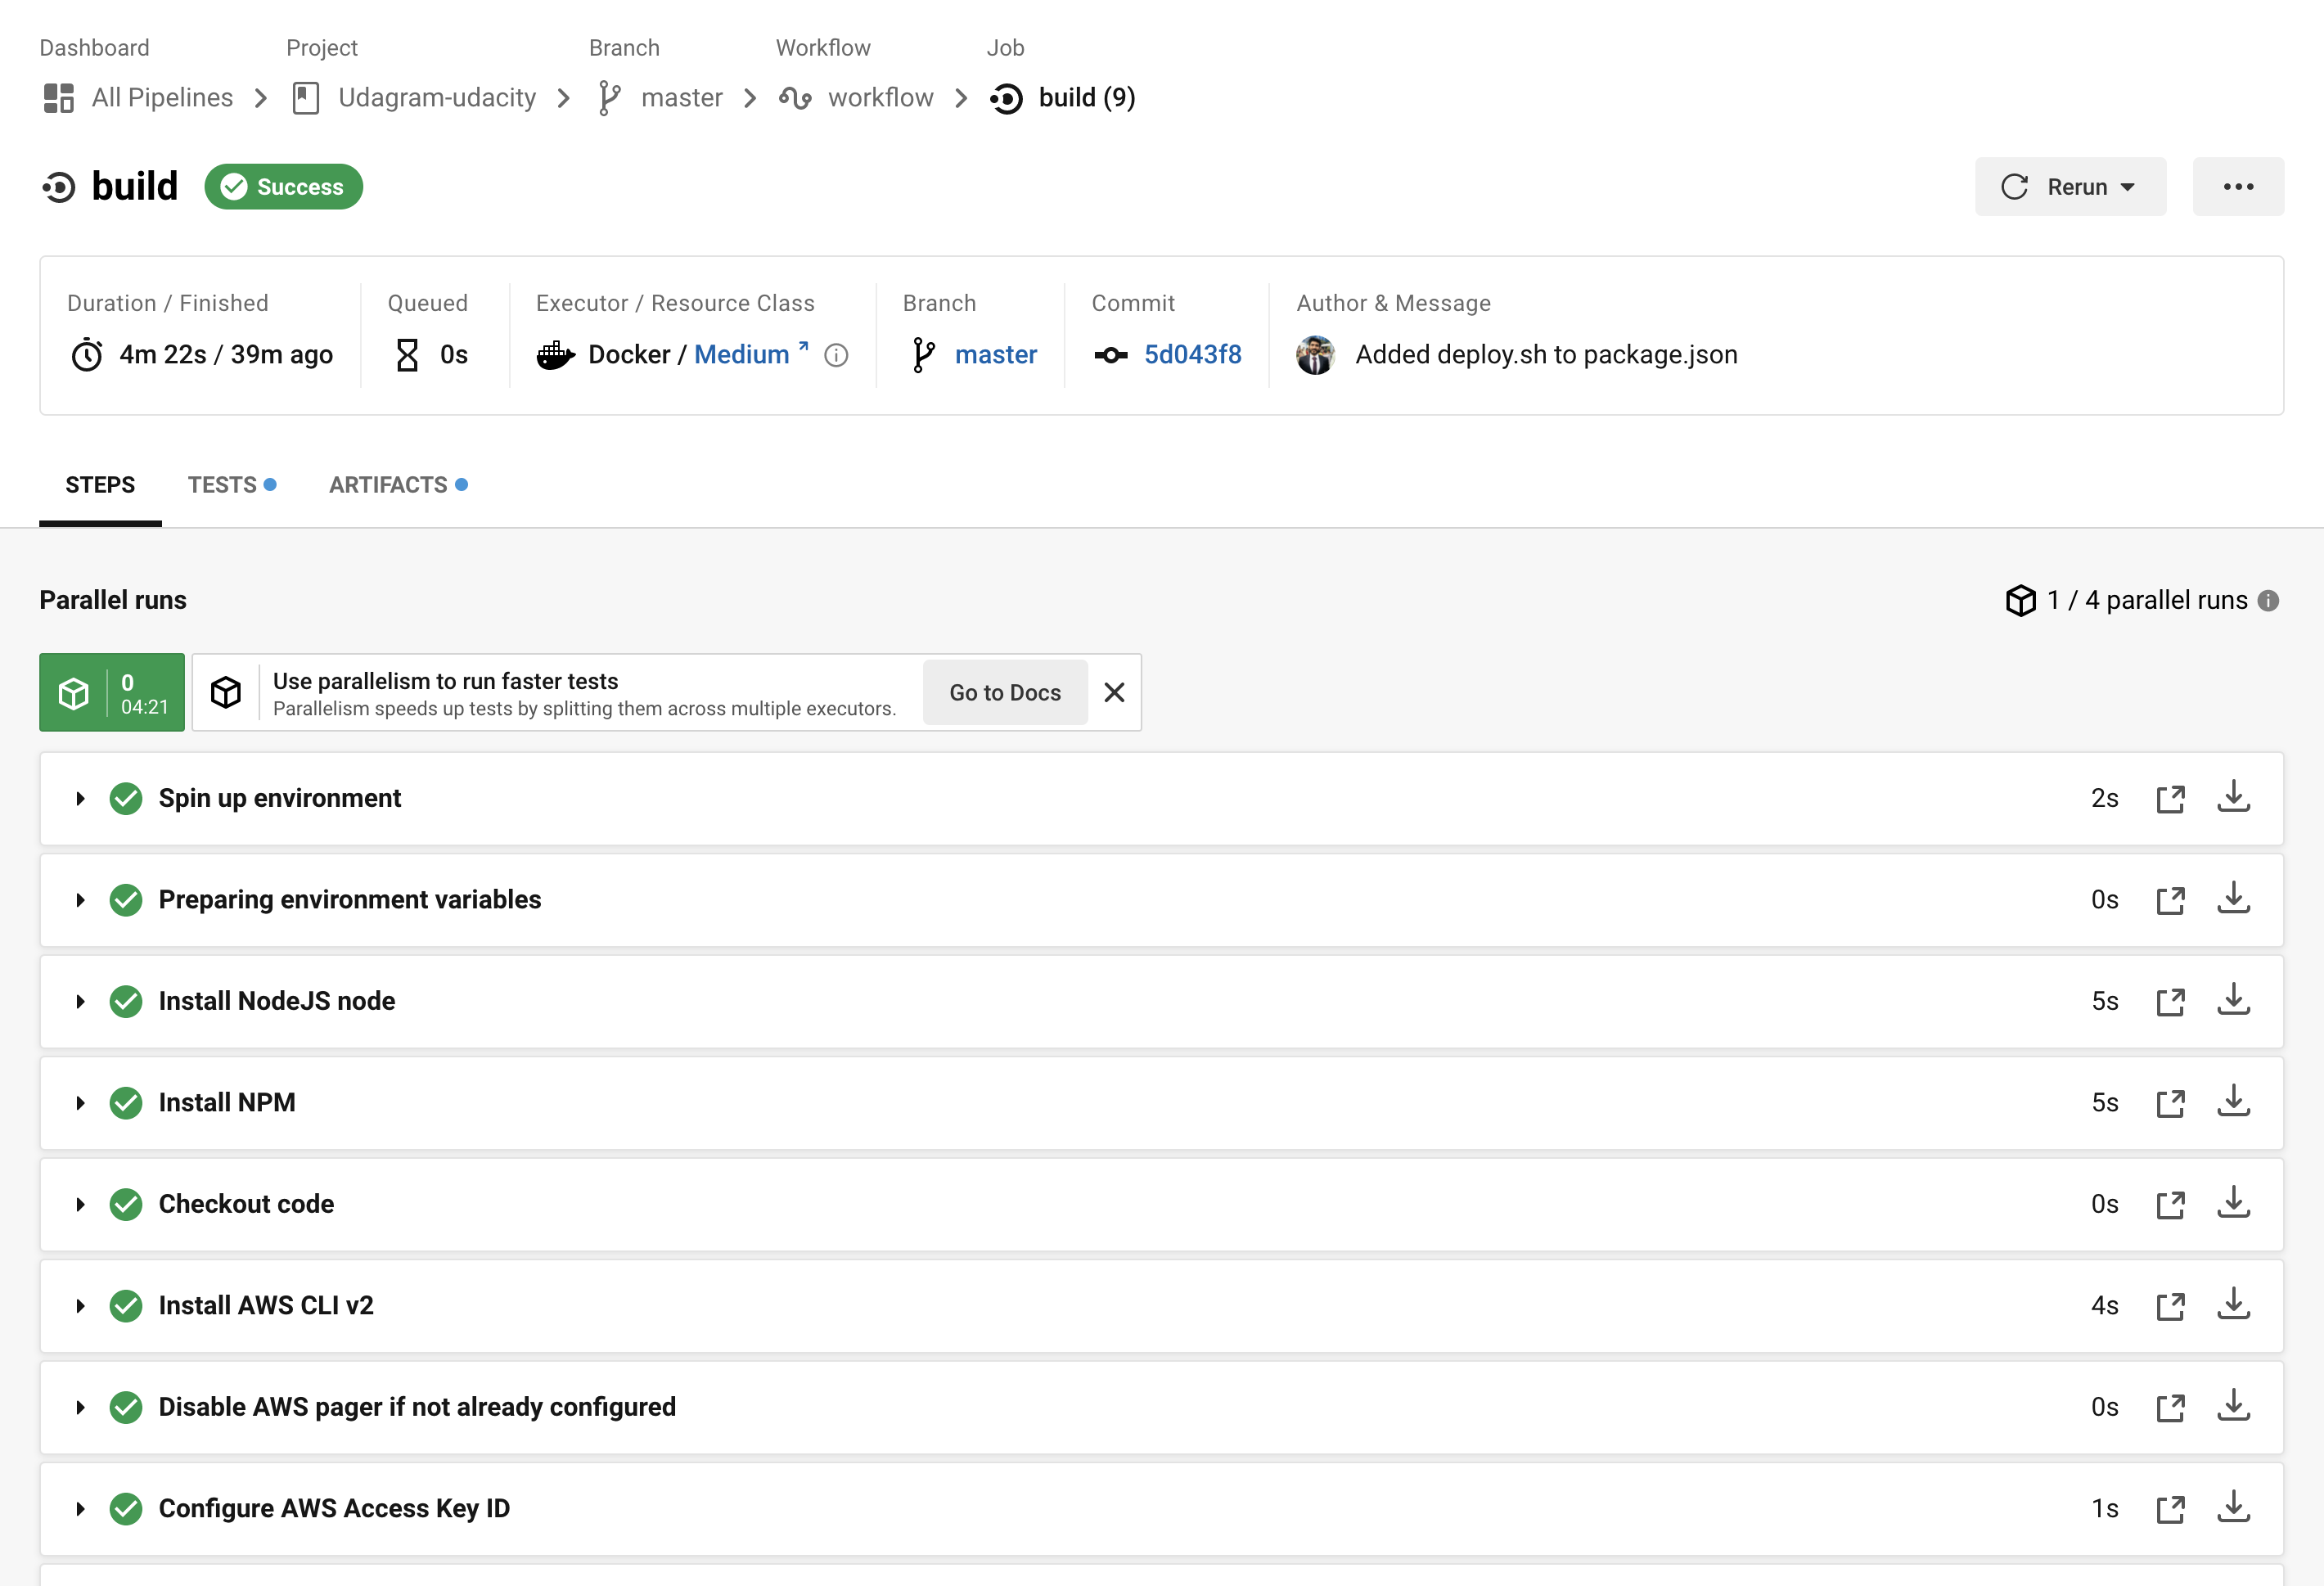 Dashboard Project Branch Workflow Job
All Pipelines Udagram-udacity master workflow build (9)
build Success Rerun
Duration / Finished Queued Executor / Resource Class Branch Commit Author & Message
4m 22s / 39m ago 0s Docker / Medium master 5d043f8 Added deploy.sh to package.json
STEPS TESTS ARTIFACTS
Parallel runs 1 / 4 parallel runs
0
04:21
Use parallelism to run faster tests
Parallelism speeds up tests by splitting them across multiple executors.
Go to Docs
Spin up environment 2s
Preparing environment variables 0s
Install NodeJS node 5s
Install NPM 5s
Checkout code 0s
Install AWS CLI v2 4s
Disable AWS pager if not already configured 0s
Configure AWS Access Key ID 1s